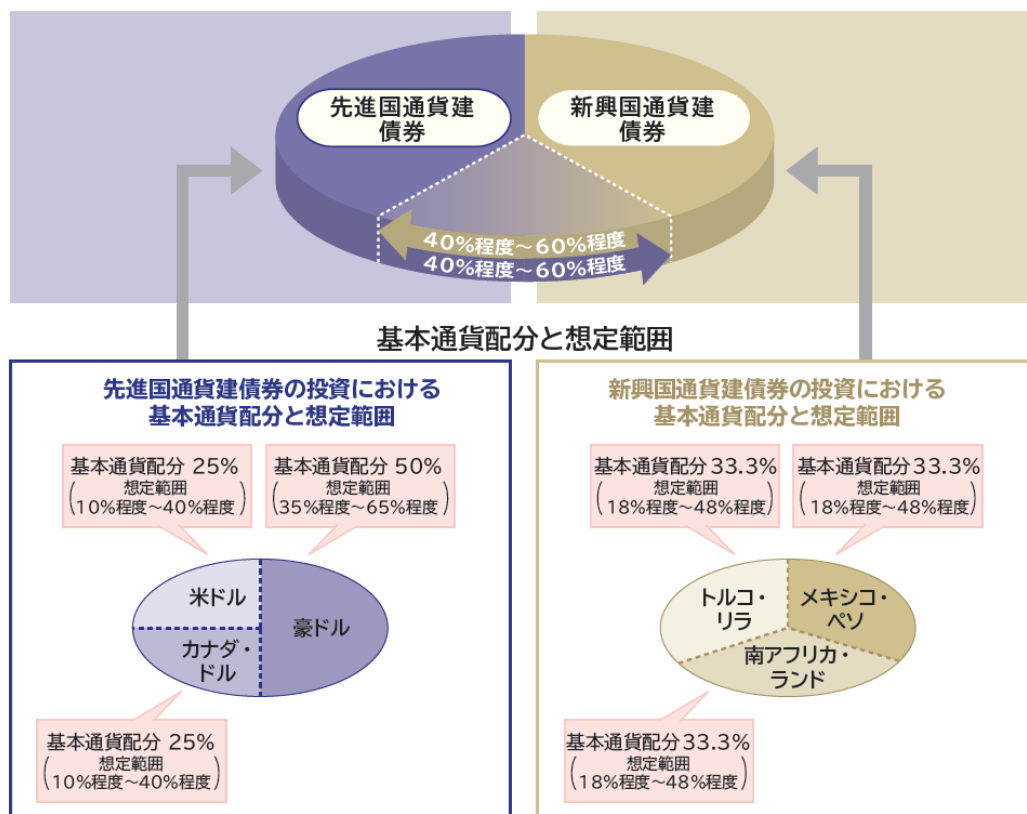 先進国通貨建
債券
新興国通貨建
債券
40%程度～60%程度
40%程度～60%程度
基本通貨配分と想定範囲
先進国通貨建債券の投資における
基本通貨配分と想定範囲
基本通貨配分 25%
想定範囲
(10%程度～40%程度)
基本通貨配分 50%
想定範囲
(35%程度～65%程度)
米ドル
豪ドル
カナダ・
ドル
基本通貨配分 25%
想定範囲
(10%程度～40%程度)
新興国通貨建債券の投資における
基本通貨配分と想定範囲
基本通貨配分33.3%
想定範囲
(18%程度～48%程度)
基本通貨配分33.3%
想定範囲
(18%程度～48%程度)
トルコ・
リラ
メキシコ・
ペソ
南アフリカ・
ランド
基本通貨配分33.3%
想定範囲
(18%程度～48%程度)